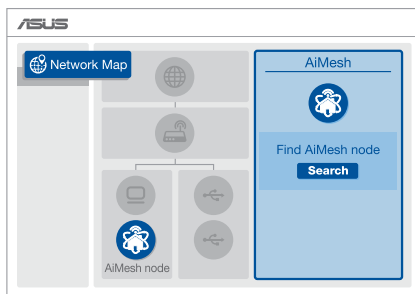 ASUS
Network Map
AiMesh
Find AiMesh node
Search
AiMesh node